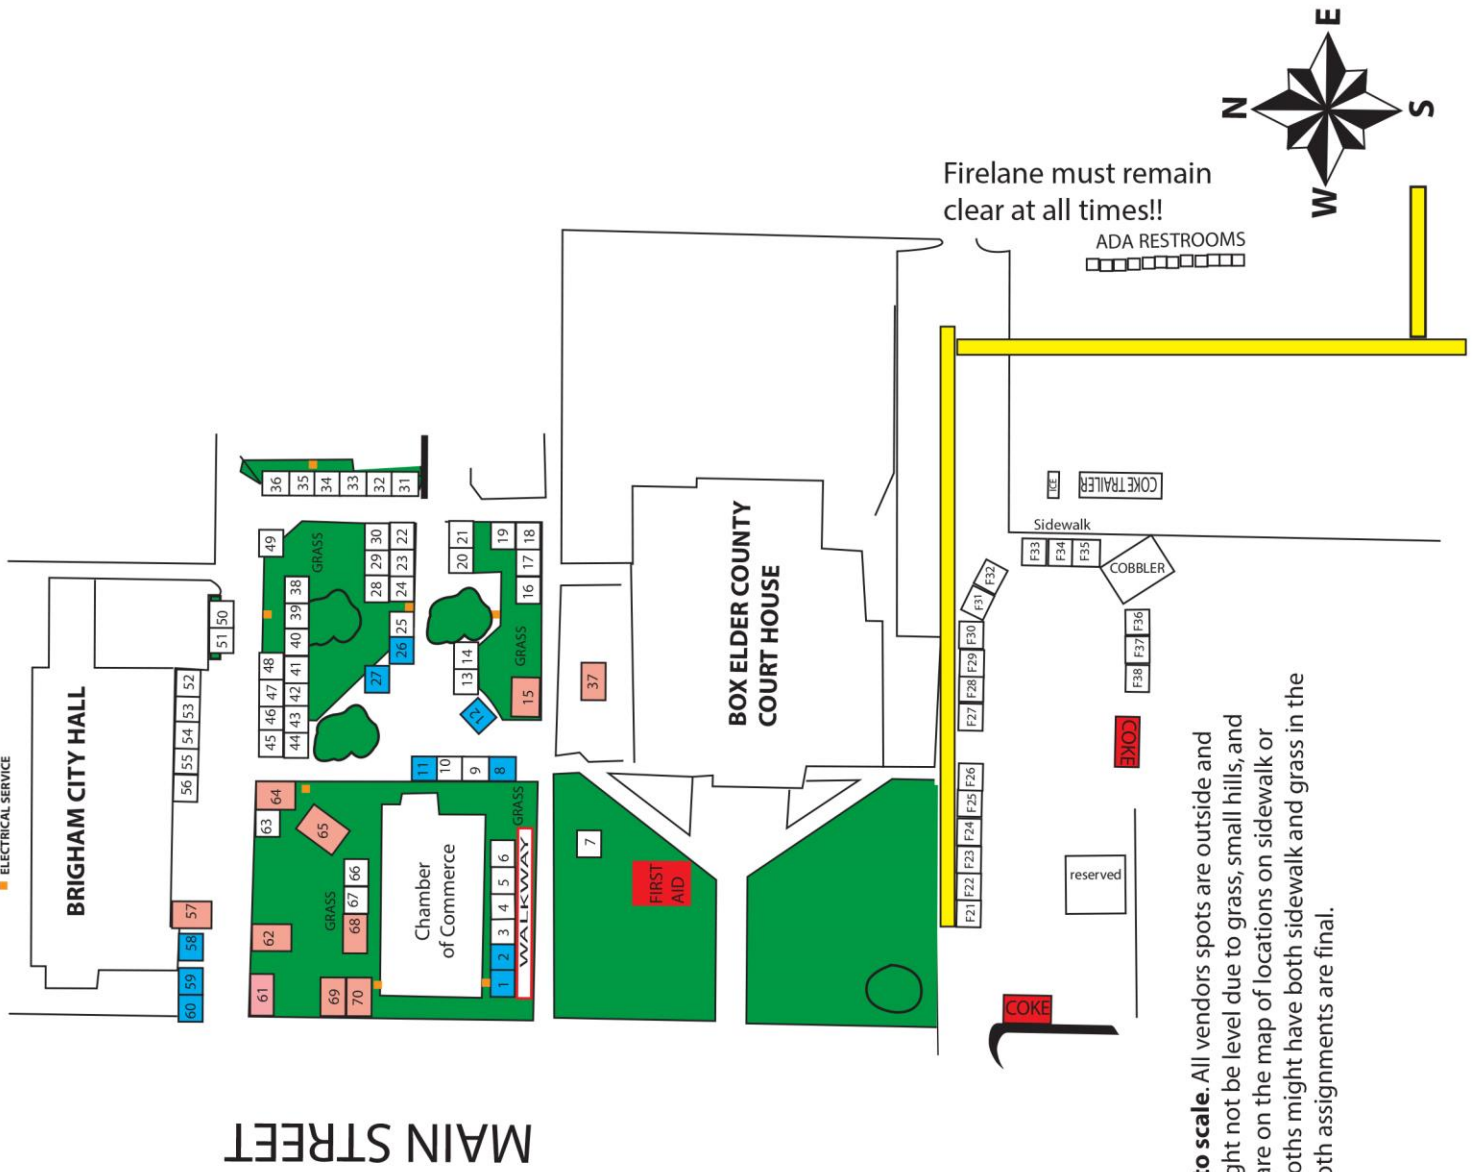 ELECTRICAL SERVICE
BRIGHAM CITY HALL
MAIN STREET
36
35
34
33
32
31
49
GRASS
30
22
29
23
28
24
38
39
40
41
42
43
44
48
47
46
45
25
26
27
50
51
52
53
54
55
56
57
58
59
60
21
20
19
18
17
16
14
13
12
GRASS
15
37
11
10
9
8
64
63
65
GRASS
66
67
68
62
61
69
70
Chamber
of Commerce
GRASS
6
5
4
3
2
1
WALKWAY
7
FIRST
AID
BOX ELDER COUNTY
COURT HOUSE
Firelane must remain
clear at all times!!
ADA RESTROOMS
N
E
S
W
ICE
COKE TRAILER
Sidewalk
F33
F34
F35
COBBLER
F32
F31
F30
F29
F28
F27
F26
F25
F24
F23
F22
F21
F36
F37
F38
COKE
reserved
COKE
to scale. All vendors spots are outside and
ght not be level due to grass, small hills, and
are on the map of locations on sidewalk or
oths might have both sidewalk and grass in the
th assignments are final.